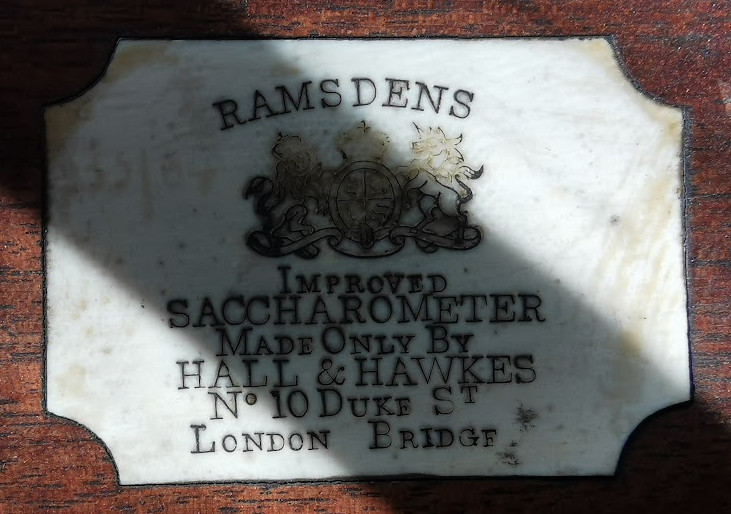 RAMSDENS
IMPROVED
SACCHAROMETER
MADE ONLY BY
HALL & HAWKES
No 10 DUKE ST
LONDON BRIDGE